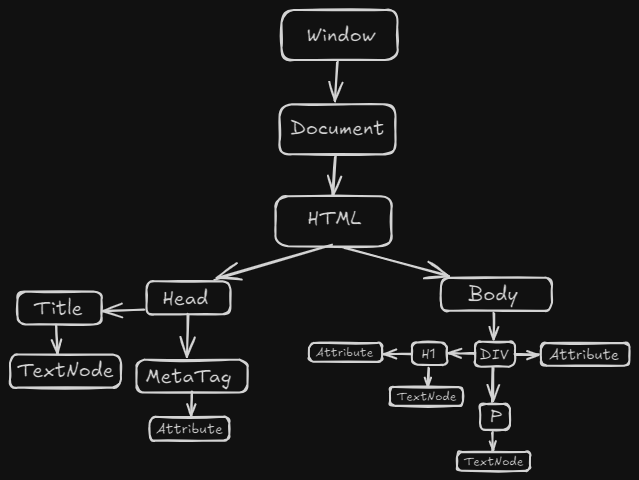 Window
Document
HTML
Head
Body
Title
TextNode
MetaTag
Attribute
Attribute
H1
DIV
Attribute
TextNode
P
TextNode